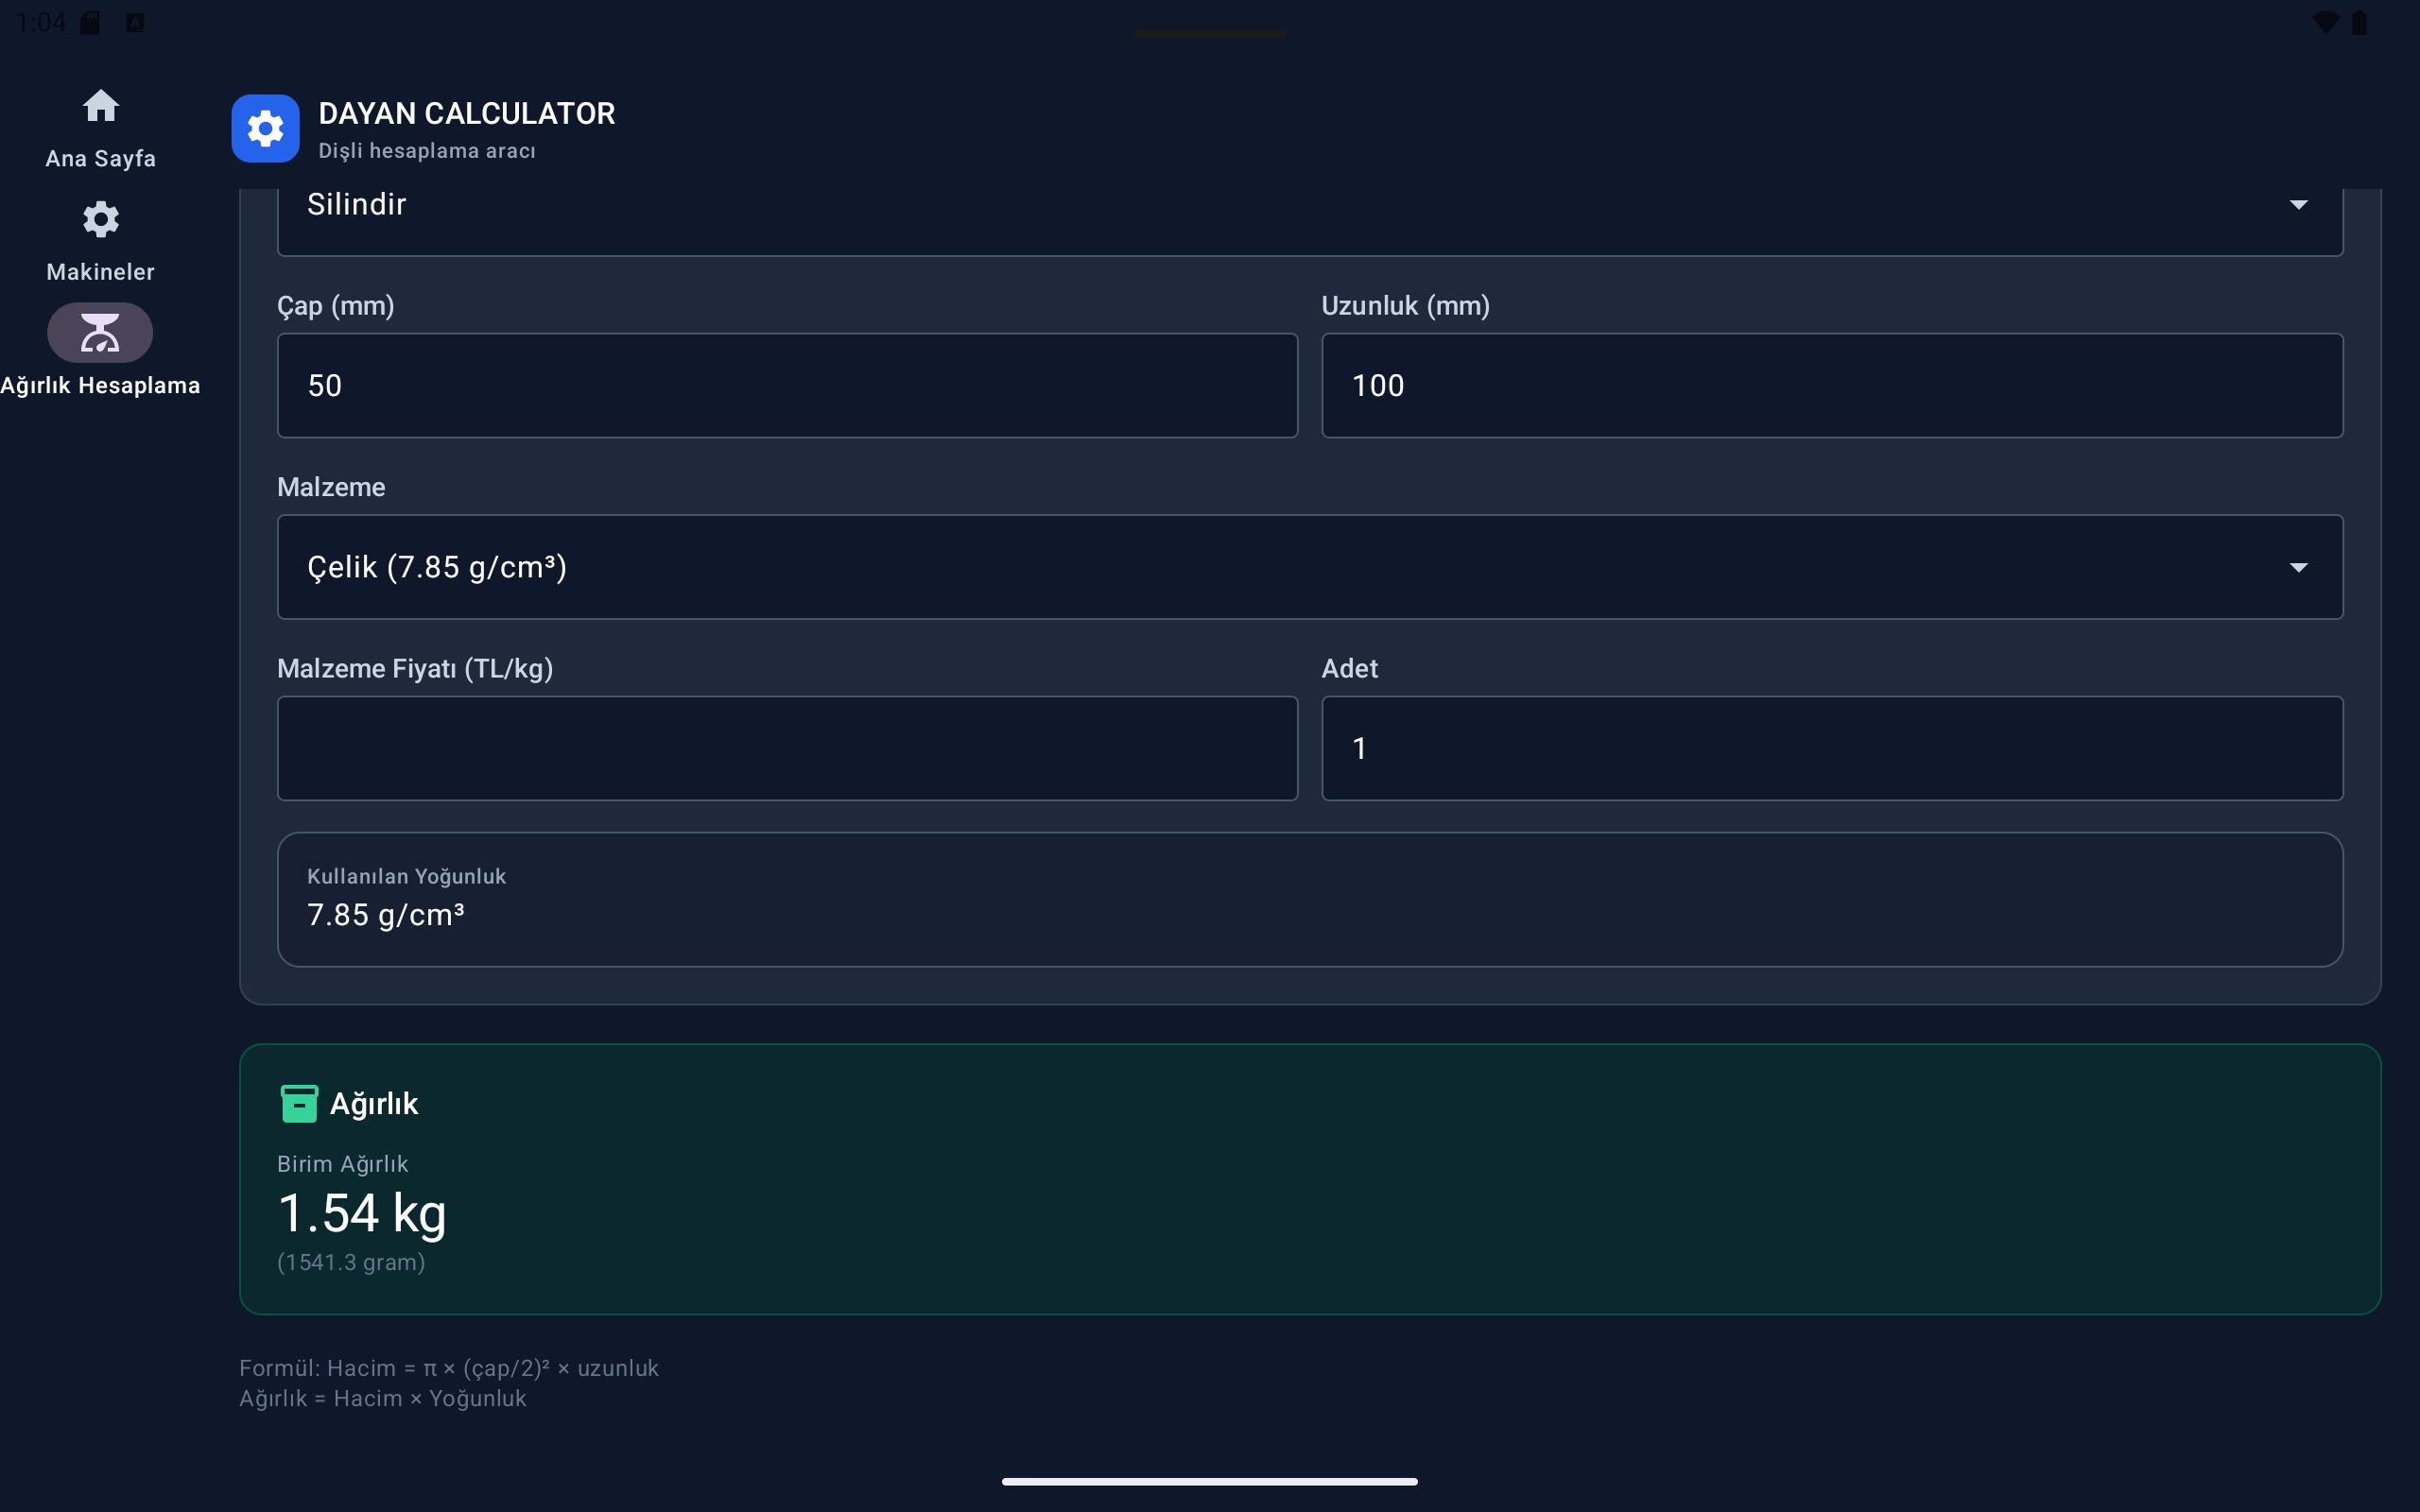 1:04
Ana Sayfa
Makineler
Ağırlık Hesaplama
DAYAN CALCULATOR
Dişli hesaplama aracı
Silindir
Çap (mm)
Uzunluk (mm)
50
100
Malzeme
Çelik (7.85 g/cm³)
Malzeme Fiyatı (TL/kg)
Adet
1
Kullanılan Yoğunluk
7.85 g/cm³
Ağırlık
Birim Ağırlık
1.54 kg
(1541.3 gram)
Formül: Hacim = π × (çap/2)² × uzunluk
Ağırlık = Hacim × Yoğunluk